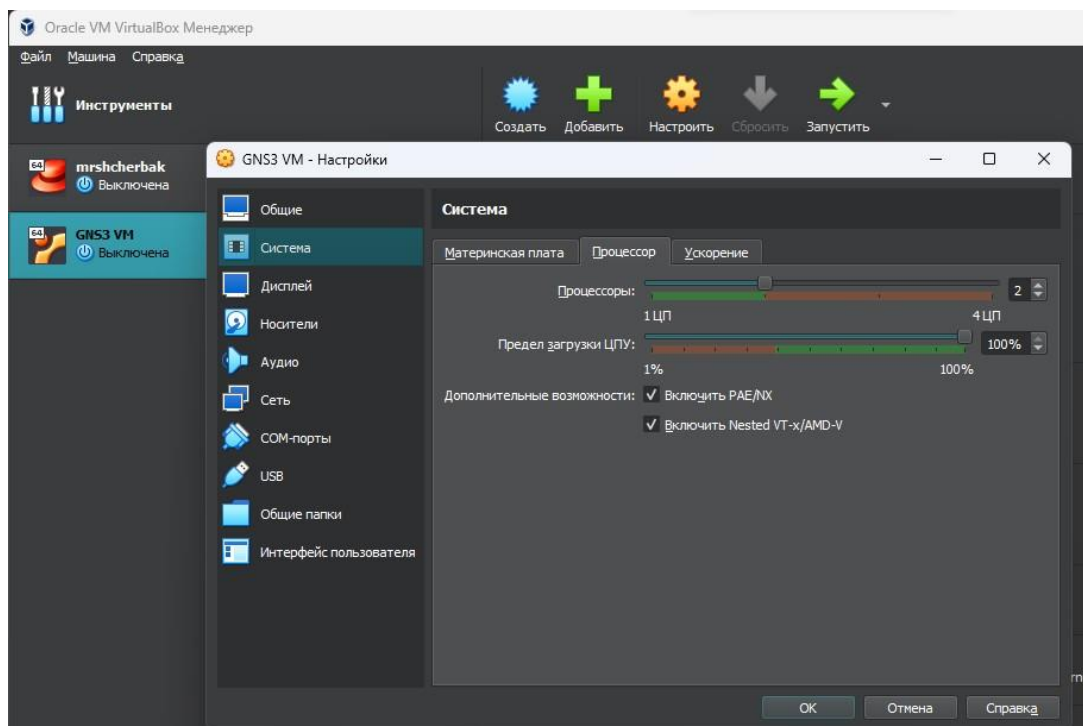 Oracle VM VirtualBox Менеджер
Файл Машина Справка
Инструменты
Создать Добавить Настроить Сбросить Запустить
64 mrshcherbak
Выключена
64 GNS3 VM
Выключена
GNS3 VM - Настройки
Общие
Система
Дисплей
Носители
Аудио
Сеть
COM-порты
USB
Общие папки
Интерфейс пользователя
Система
Материнская плата Процессор Ускорение
Процессоры: 2
1 ЦП 4 ЦП
Предел загрузки ЦПУ: 100%
1% 100%
Дополнительные возможности: Включить PAE/NX
Включить Nested VT-x/AMD-V
OK Отмена Справка